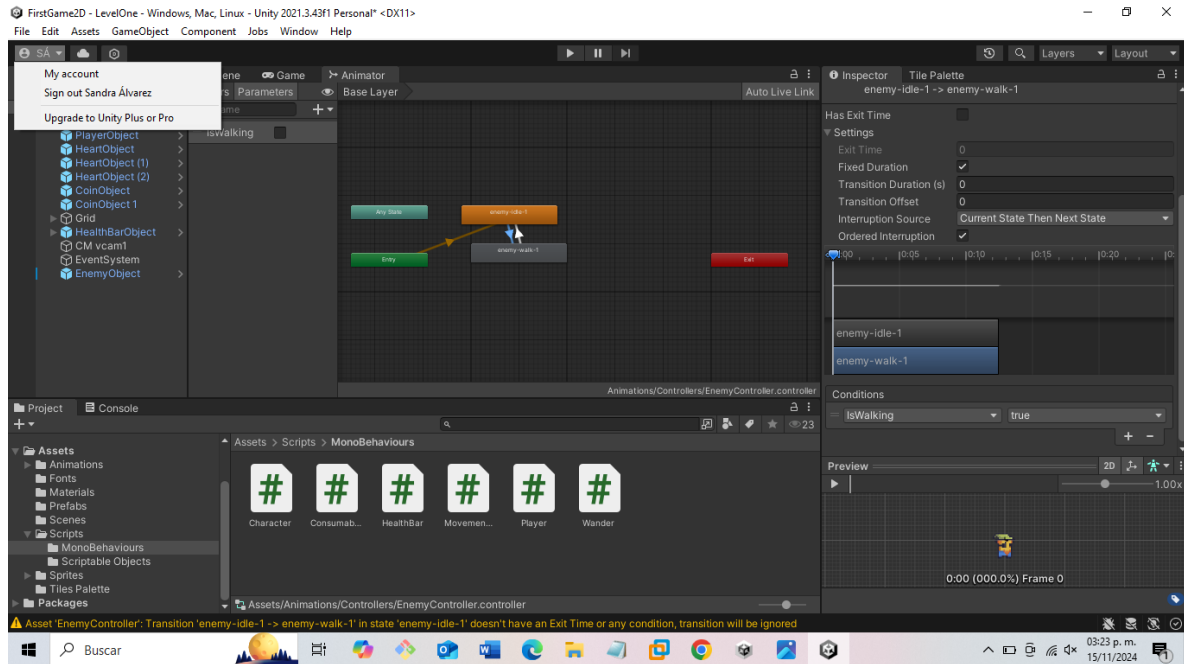 FirstGame2D - LevelOne - Windows, Mac, Linux - Unity 2021.3.43f1 Personal* <DX11>
File Edit Assets GameObject Component Jobs Window Help
SÁ
Layers
Layout
My account
Sign out Sandra Álvarez
Upgrade to Unity Plus or Pro
Game
Animator
Parameters
Base Layer
Auto Live Link
IsWalking
PlayerObject
HeartObject
HeartObject (1)
HeartObject (2)
CoinObject
CoinObject 1
Grid
HealthBarObject
CM vcam1
EventSystem
EnemyObject
Any State
enemy-idle-1
enemy-walk-1
Entry
Exit
Animations/Controllers/EnemyController.controller
Inspector
Tile Palette
enemy-idle-1 -> enemy-walk-1
Has Exit Time
Settings
Exit Time 0
Fixed Duration
Transition Duration (s) 0
Transition Offset 0
Interruption Source Current State Then Next State
Ordered Interruption
0:00 0:05 0:10 0:15 0:20
enemy-idle-1
enemy-walk-1
Conditions
IsWalking true
Preview
2D
1.00x
0:00 (000.0%) Frame 0
Project
Console
23
Assets
Animations
Fonts
Materials
Prefabs
Scenes
Scripts
MonoBehaviours
Scriptable Objects
Sprites
Tiles Palette
Packages
Assets > Scripts > MonoBehaviours
Character
Consumab...
HealthBar
Movemen...
Player
Wander
Assets/Animations/Controllers/EnemyController.controller
Asset 'EnemyController': Transition 'enemy-idle-1 -> enemy-walk-1' in state 'enemy-idle-1' doesn't have an Exit Time or any condition, transition will be ignored
Buscar
03:23 p. m.
15/11/2024